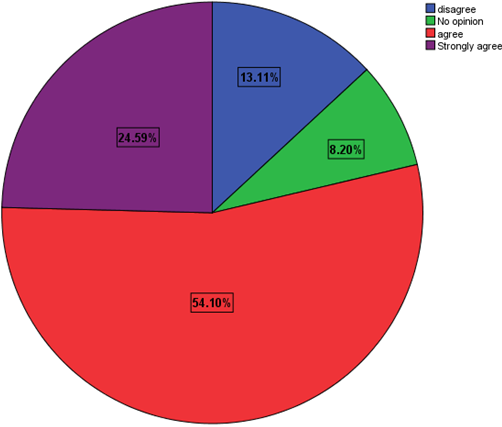 disagree
No opinion
agree
Strongly agree
13.11%
8.20%
24.59%
54.10%